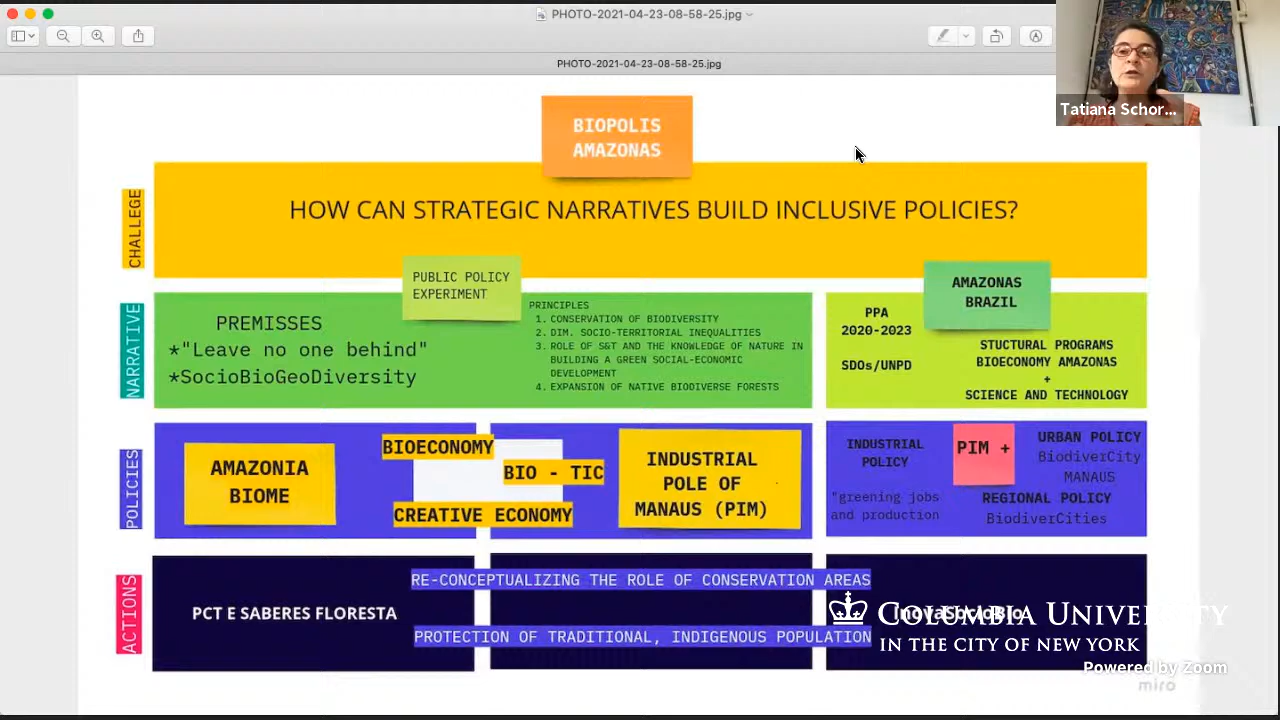 PHOTO-2021-04-23-08-58-25.jpg
PHOTO-2021-04-23-08-58-25.jpg
Tatiana Schor...
BIOPOLIS
AMAZONAS
CHALLEGE
HOW CAN STRATEGIC NARRATIVES BUILD INCLUSIVE POLICIES?
NARRATIVE
PUBLIC POLICY
EXPERIMENT
PREMISSES
*"Leave no one behind"
*SocioBioGeoDiversity
PRINCIPLES
1. CONSERVATION OF BIODIVERSITY
2. DIM. SOCIO-TERRITORIAL INEQUALITIES
3. ROLE OF S&T AND THE KNOWLEDGE OF NATURE IN
BUILDING A GREEN SOCIAL-ECONOMIC
DEVELOPMENT
4. EXPANSION OF NATIVE BIODIVERSE FORESTS
AMAZONAS
BRAZIL
PPA
2020-2023
SDOs/UNPD
STUCTURAL PROGRAMS
BIOECONOMY AMAZONAS
+
SCIENCE AND TECHNOLOGY
POLICIES
AMAZONIA
BIOME
BIOECONOMY
BIO - TIC
CREATIVE ECONOMY
INDUSTRIAL
POLE OF
MANAUS (PIM)
INDUSTRIAL
POLICY
"greening jobs
and production
PIM +
URBAN POLICY
BiodiverCity
MANAUS
REGIONAL POLICY
BiodiverCities
ACTIONS
PCT E SABERES FLORESTA
RE-CONCEPTUALIZING THE ROLE OF CONSERVATION AREAS
PROTECTION OF TRADITIONAL, INDIGENOUS POPULATION
InovaSocioBio
COLUMBIA UNIVERSITY
IN THE CITY OF NEW YORK
Powered by Zoom
miro